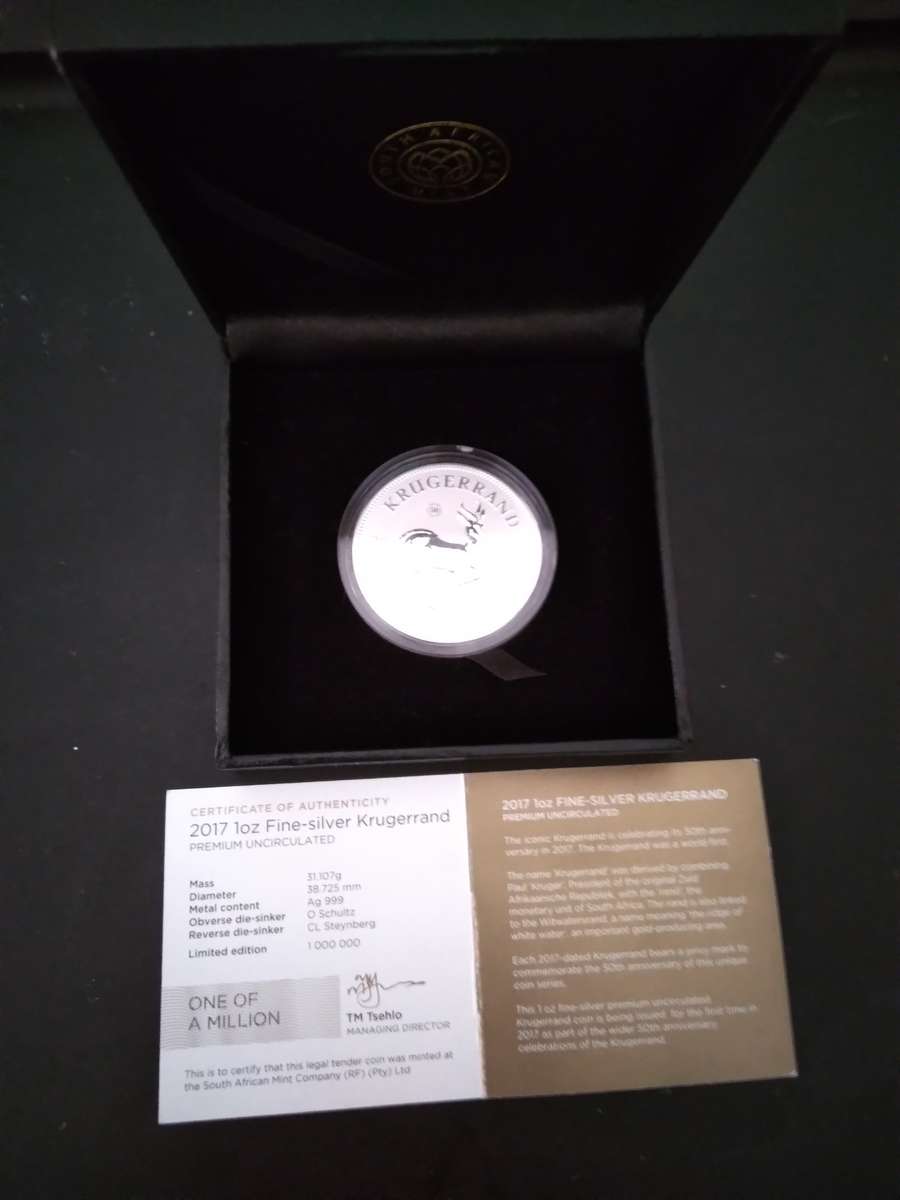 SOUTH AFRICAN
MINT
KRUGERRAND
50
CERTIFICATE OF AUTHENTICITY
2017 1oz Fine-silver Krugerrand
PREMIUM UNCIRCULATED
Mass 31.107g
Diameter 38.725 mm
Metal content Ag 999
Obverse die-sinker O Schultz
Reverse die-sinker CL Steynberg
Limited edition 1 000 000
ONE OF
A MILLION
TM Tsehlo
MANAGING DIRECTOR
This is to certify that this legal tender coin was minted at
the South African Mint Company (RF) (Pty) Ltd
2017 1oz FINE-SILVER KRUGERRAND
PREMIUM UNCIRCULATED
The iconic Krugerrand is celebrating its 50th anni-
versary in 2017. The Krugerrand was a world-first.
The name 'Krugerrand' was derived by combining
Paul 'Kruger', President of the original Zuid
Afrikaansche Republiek, with the 'rand', the
monetary unit of South Africa. The rand is also linked
to the Witwatersrand, a name meaning 'the ridge of
white water', an important gold-producing area.
Each 2017-dated Krugerrand bears a privy mark to
commemorate the 50th anniversary of this unique
coin series.
This 1 oz fine-silver premium uncirculated
Krugerrand coin is being issued for the first time in
2017 as part of the wider 50th anniversary
celebrations of the Krugerrand.